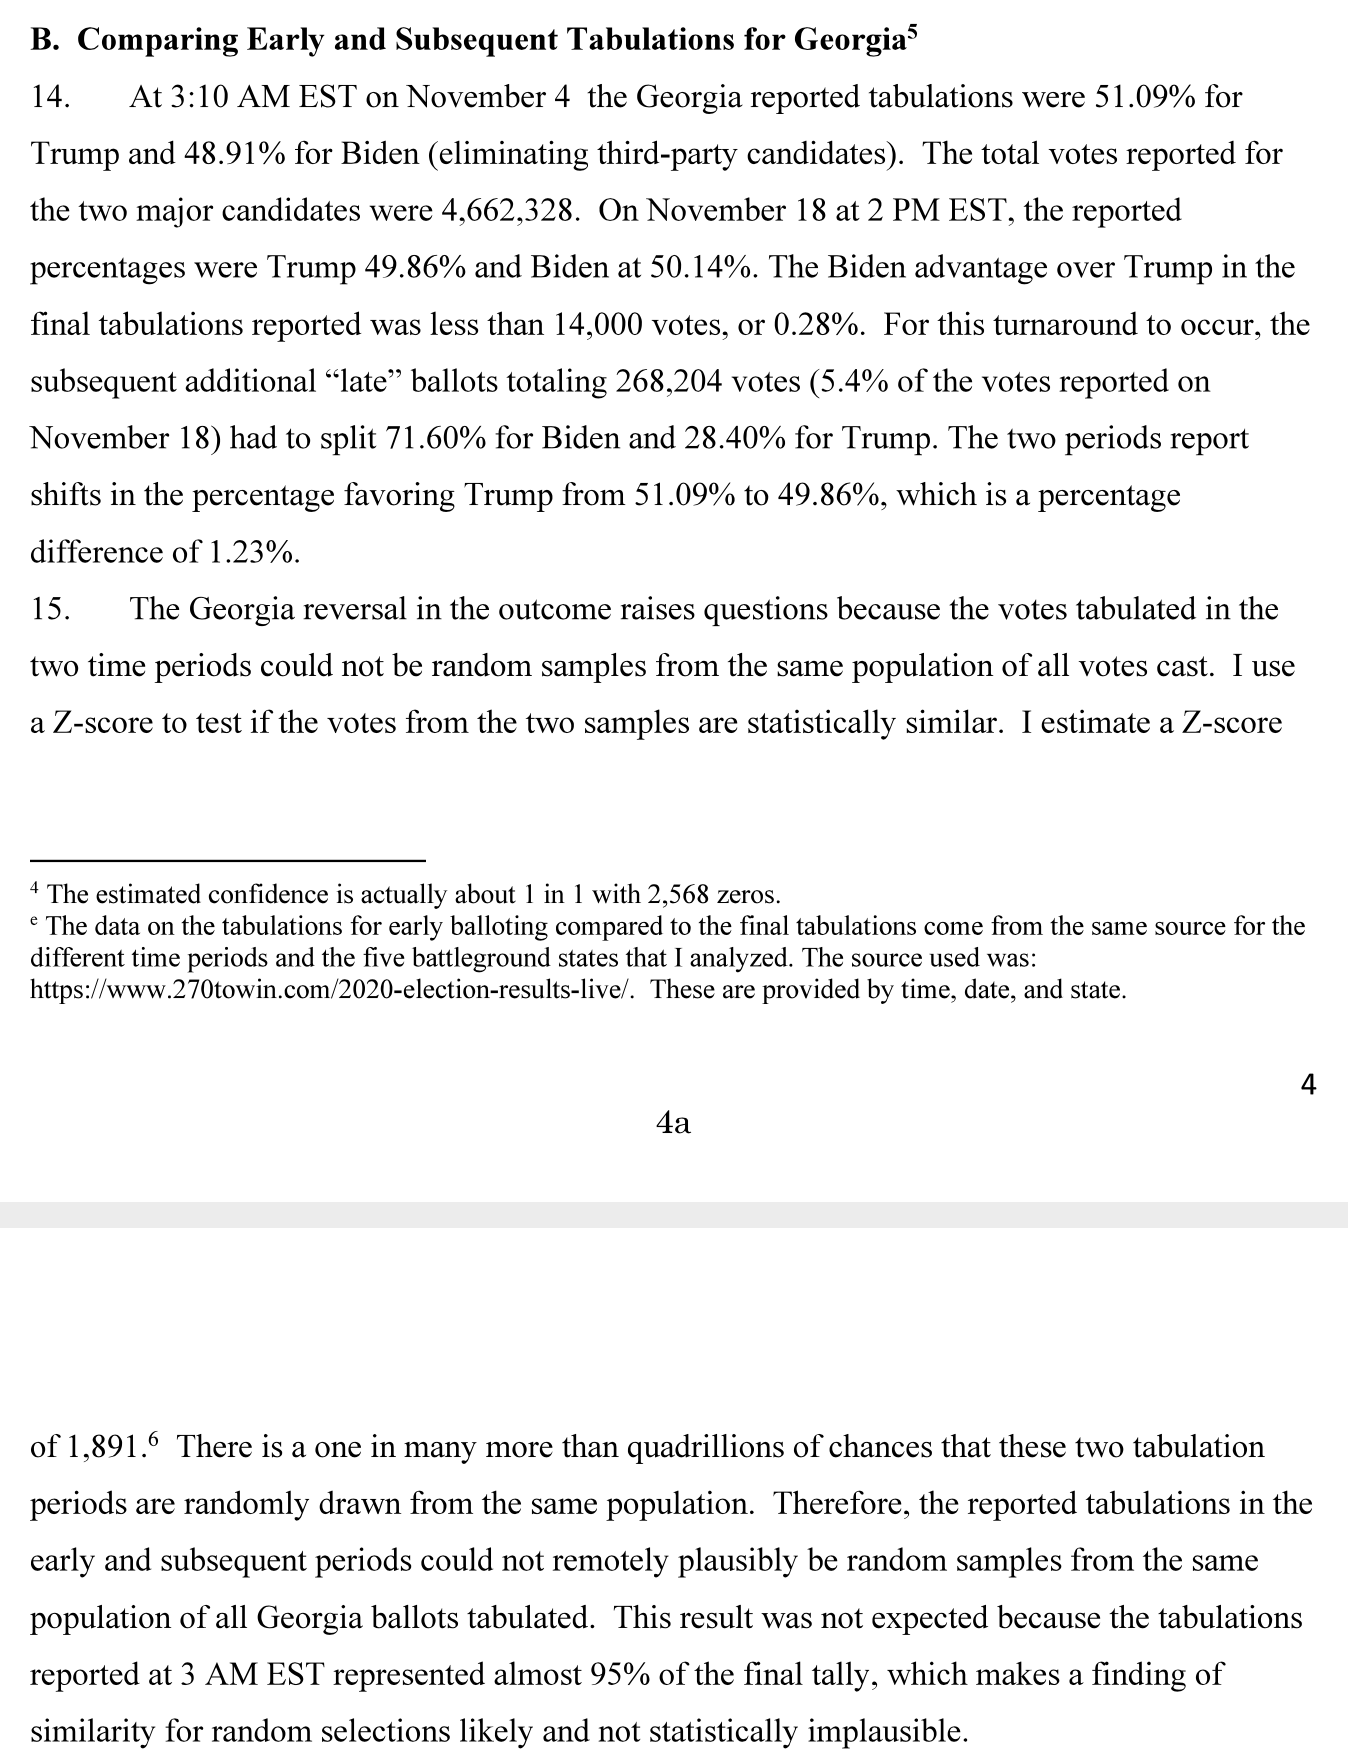 B. Comparing Early and Subsequent Tabulations for Georgia5
14. At 3:10 AM EST on November 4 the Georgia reported tabulations were 51.09% for
Trump and 48.91% for Biden (eliminating third-party candidates). The total votes reported for
the two major candidates were 4,662,328. On November 18 at 2 PM EST, the reported
percentages were Trump 49.86% and Biden at 50.14%. The Biden advantage over Trump in the
final tabulations reported was less than 14,000 votes, or 0.28%. For this turnaround to occur, the
subsequent additional “late” ballots totaling 268,204 votes (5.4% of the votes reported on
November 18) had to split 71.60% for Biden and 28.40% for Trump. The two periods report
shifts in the percentage favoring Trump from 51.09% to 49.86%, which is a percentage
difference of 1.23%.
15. The Georgia reversal in the outcome raises questions because the votes tabulated in the
two time periods could not be random samples from the same population of all votes cast. I use
a Z-score to test if the votes from the two samples are statistically similar. I estimate a Z-score
4 The estimated confidence is actually about 1 in 1 with 2,568 zeros.
e The data on the tabulations for early balloting compared to the final tabulations come from the same source for the
different time periods and the five battleground states that I analyzed. The source used was:
https://www.270towin.com/2020-election-results-live/. These are provided by time, date, and state.
4
4a
of 1,891.6 There is a one in many more than quadrillions of chances that these two tabulation
periods are randomly drawn from the same population. Therefore, the reported tabulations in the
early and subsequent periods could not remotely plausibly be random samples from the same
population of all Georgia ballots tabulated. This result was not expected because the tabulations
reported at 3 AM EST represented almost 95% of the final tally, which makes a finding of
similarity for random selections likely and not statistically implausible.